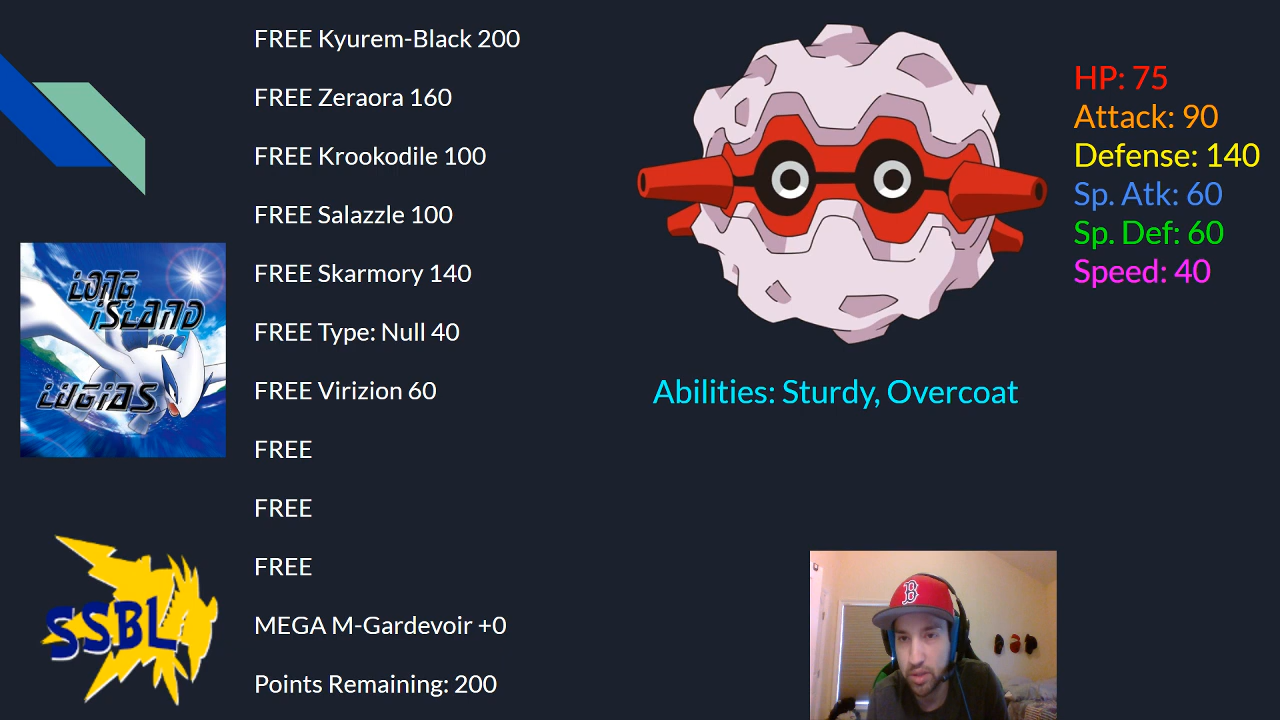 FREE Kyurem-Black 200
FREE Zeraora 160
FREE Krookodile 100
FREE Salazzle 100
FREE Skarmory 140
FREE Type: Null 40
FREE Virizion 60
FREE
FREE
FREE
MEGA M-Gardevoir +0
Points Remaining: 200
LONG
ISLAND
LUGIAS
SSBL
HP: 75
Attack: 90
Defense: 140
Sp. Atk: 60
Sp. Def: 60
Speed: 40
Abilities: Sturdy, Overcoat
B